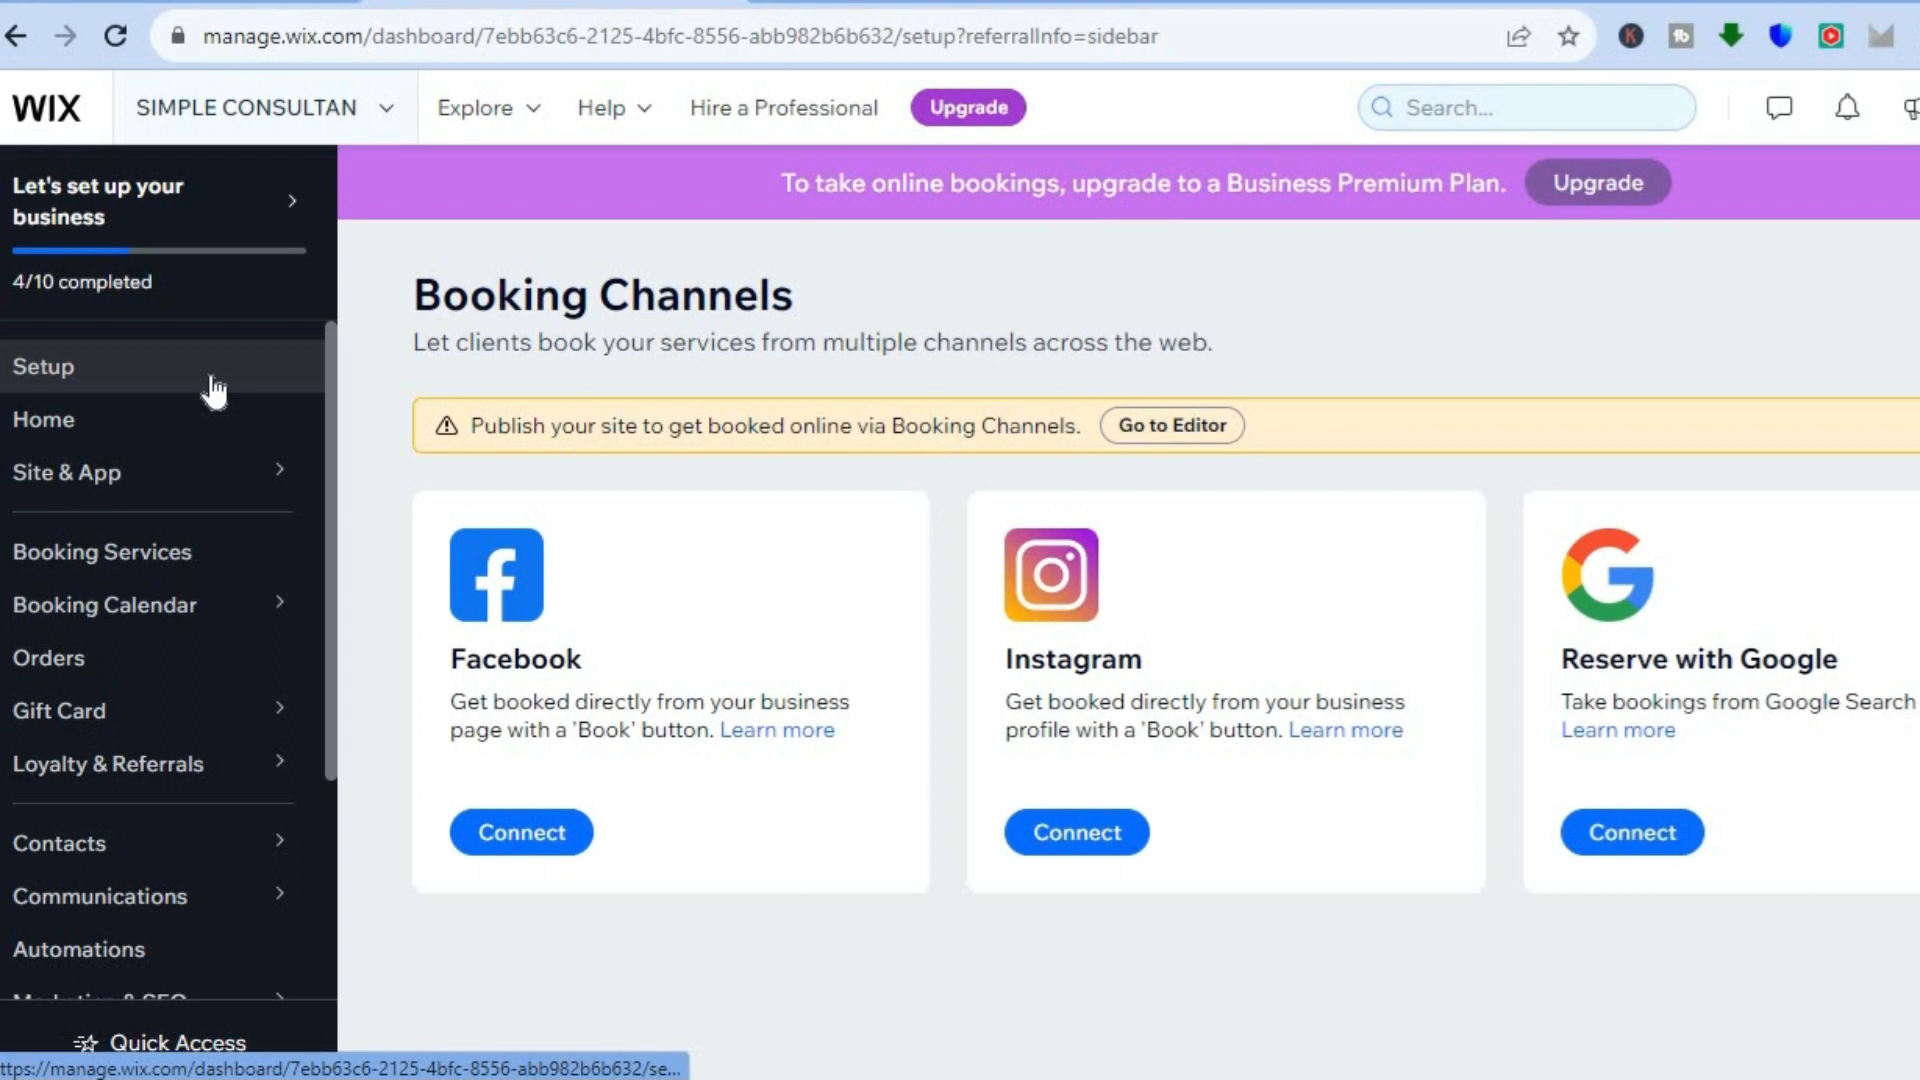 manage.wix.com/dashboard/7ebb63c6-2125-4bfc-8556-abb982b6b632/setup?referralInfo=sidebar
WIX
SIMPLE CONSULTAN
Explore
Help
Hire a Professional
Upgrade
Search...
Let's set up your
business
4/10 completed
To take online bookings, upgrade to a Business Premium Plan.
Upgrade
Setup
Home
Site & App
Booking Services
Booking Calendar
Orders
Gift Card
Loyalty & Referrals
Contacts
Communications
Automations
Marketing & SEO
Quick Access
Booking Channels
Let clients book your services from multiple channels across the web.
Publish your site to get booked online via Booking Channels.
Go to Editor
Facebook
Get booked directly from your business
page with a 'Book' button. Learn more
Connect
Instagram
Get booked directly from your business
profile with a 'Book' button. Learn more
Connect
Reserve with Google
Take bookings from Google Search
Learn more
Connect
ttps://manage.wix.com/dashboard/7ebb63c6-2125-4bfc-8556-abb982b6b632/se...